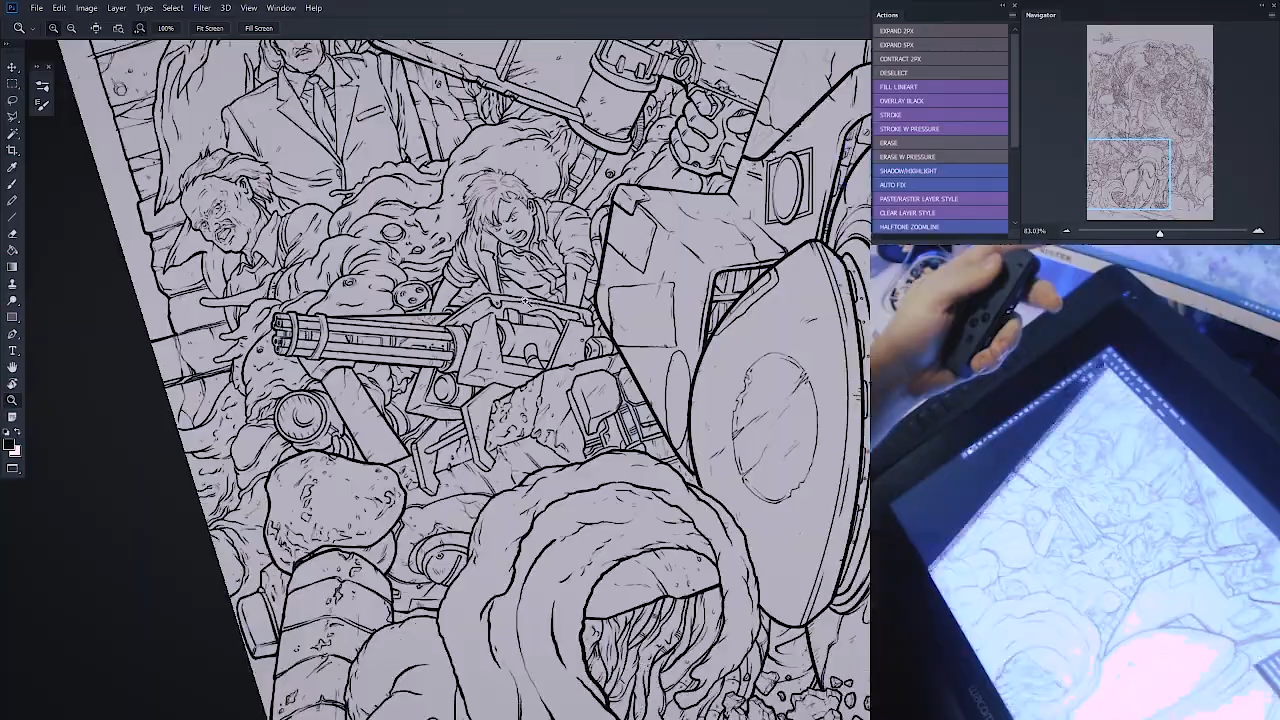 Ps File Edit Image Layer Type Select Filter 3D View Window Help
100% Fit Screen Fill Screen
Actions
EXPAND 2PX
EXPAND 5PX
CONTRACT 2PX
DESELECT
FILL LINEART
OVERLAY BLACK
STROKE
STROKE W PRESSURE
ERASE
ERASE W PRESSURE
SHADOW/HIGHLIGHT
AUTO FIX
PASTE/RASTER LAYER STYLE
CLEAR LAYER STYLE
HALFTONE ZOOMLINE
Navigator
83.03%
wacom